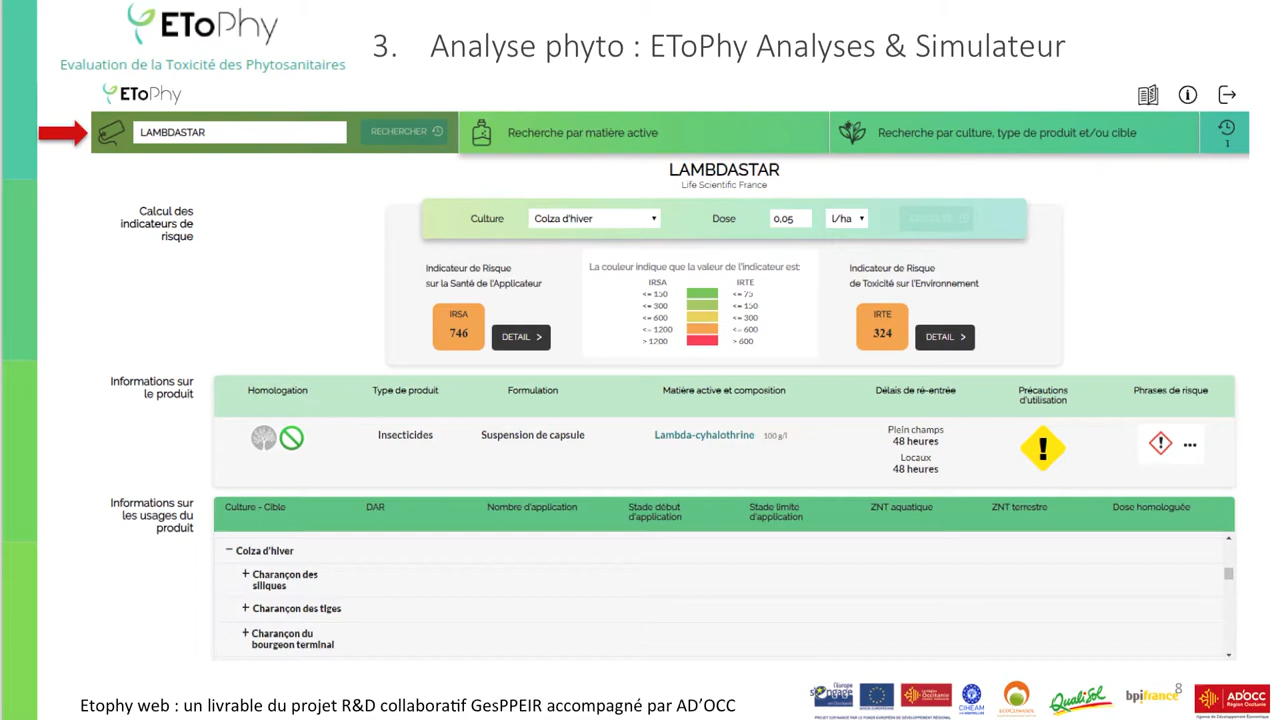 EToPhy
Evaluation de la Toxicité des Phytosanitaires
3. Analyse phyto : EToPhy Analyses & Simulateur
EToPhy
LAMBDASTAR
RECHERCHER
Recherche par matière active
Recherche par culture, type de produit et/ou cible
1
LAMBDASTAR
Life Scientific France
Calcul des
indicateurs de
risque
Culture Colza d'hiver Dose 0,05 l/ha
Indicateur de Risque
sur la Santé de l'Applicateur
La couleur indique que la valeur de l'indicateur est:
Indicateur de Risque
de Toxicité sur l'Environnement
IRSA IRTE
<= 150 <= 75
<= 300 <= 150
<= 600 <= 300
<= 1200 <= 600
> 1200 > 600
IRSA
746
DETAIL >
IRTE
324
DETAIL >
Informations sur
le produit
Homologation
Type de produit
Formulation
Matière active et composition
Délais de ré-entrée
Précautions
d'utilisation
Phrases de risque
Insecticides
Suspension de capsule
Lambda-cyhalothrine 100 g/l
Plein champs
48 heures
Locaux
48 heures
Informations sur
les usages du
produit
Culture - Cible
DAR
Nombre d'application
Stade début
d'application
Stade limite
d'application
ZNT aquatique
ZNT terrestre
Dose homologuée
− Colza d'hiver
+ Charançon des
siliques
+ Charançon des tiges
+ Charançon du
bourgeon terminal
Etophy web : un livrable du projet R&D collaboratif GesPPEIR accompagné par AD'OCC
l'Europe
s'engage
CIHEAM
QualiSol
bpifrance
8
AD'OCC
Région Occitanie